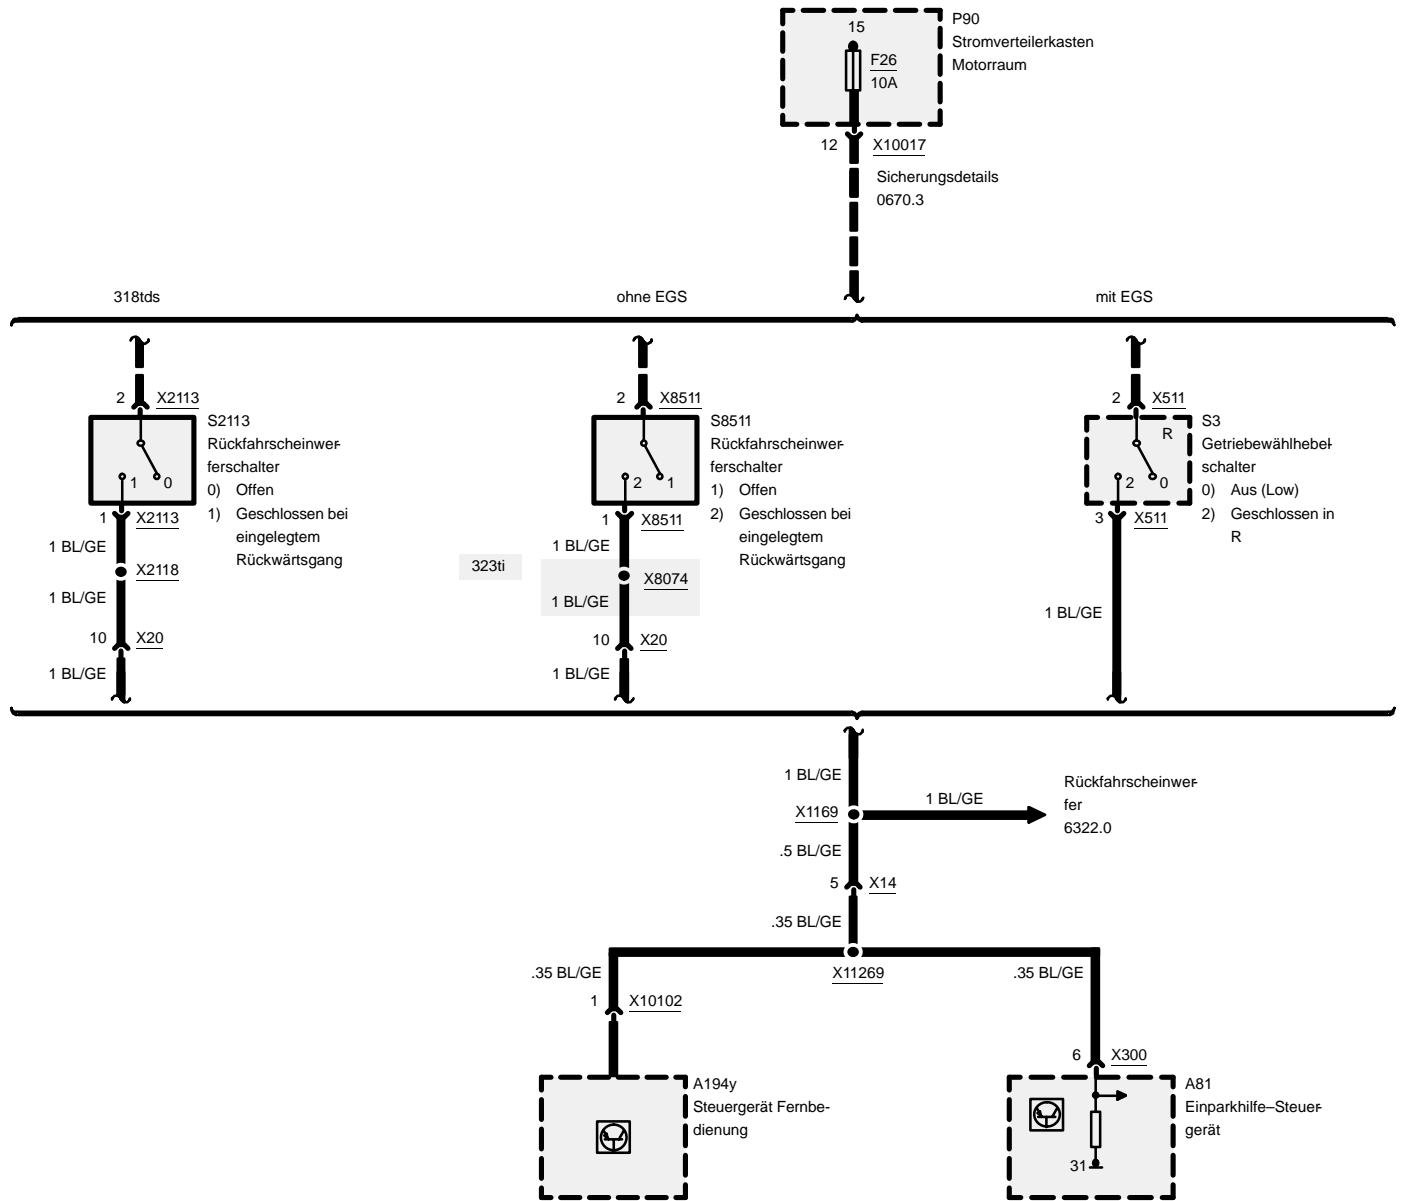 P90
Stromverteilerkasten
Motorraum
15
F26
10A
12 X10017
Sicherungsdetails
0670.3
318tds
ohne EGS
mit EGS
2 X2113
S2113
Rückfahrscheinwer-
ferschalter
0) Offen
1) Geschlossen bei
eingelegtem
Rückwärtsgang
1 0
1 X2113
1 BL/GE
X2118
1 BL/GE
10 X20
1 BL/GE
2 X8511
S8511
Rückfahrscheinwer-
ferschalter
1) Offen
2) Geschlossen bei
eingelegtem
Rückwärtsgang
2 1
1 X8511
1 BL/GE
323ti
X8074
1 BL/GE
10 X20
1 BL/GE
2 X511
R
S3
Getriebewählhebel-
schalter
0) Aus (Low)
2) Geschlossen in
R
2 0
3 X511
1 BL/GE
1 BL/GE
X1169
1 BL/GE
Rückfahrscheinwer-
fer
6322.0
.5 BL/GE
5 X14
.35 BL/GE
X11269
.35 BL/GE
.35 BL/GE
1 X10102
6 X300
A194y
Steuergerät Fernbe-
dienung
A81
Einparkhilfe–Steuer-
gerät
31